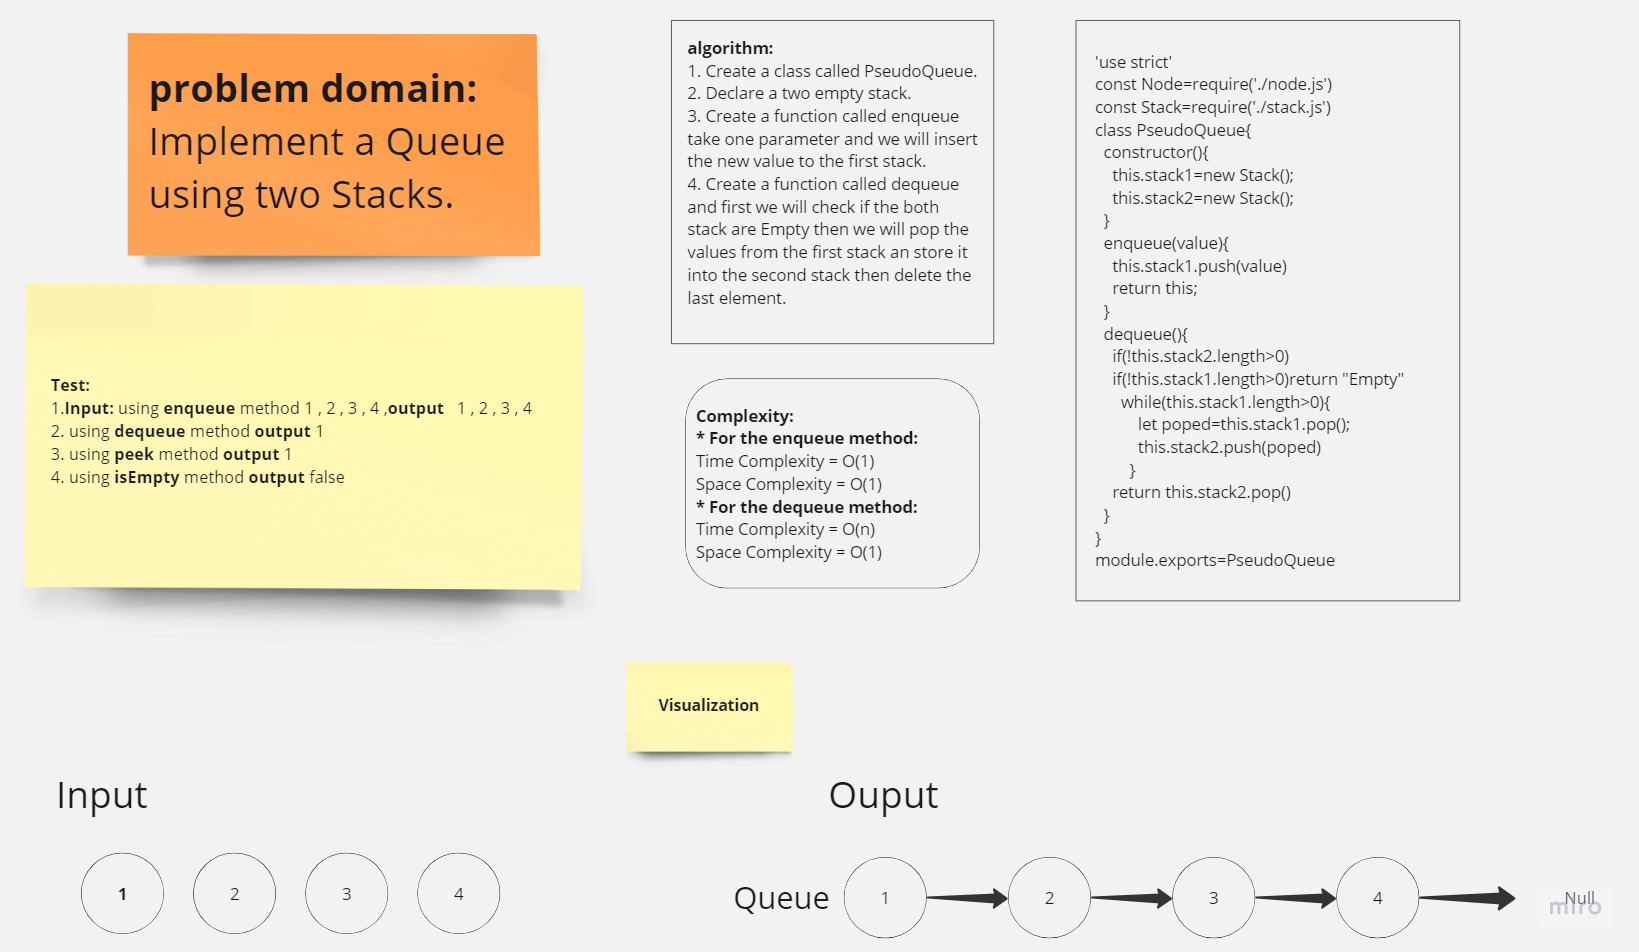 problem domain:
Implement a Queue
using two Stacks.
Test:
1.Input: using enqueue method 1 , 2 , 3 , 4 ,output 1 , 2 , 3 , 4
2. using dequeue method output 1
3. using peek method output 1
4. using isEmpty method output false
algorithm:
1. Create a class called PseudoQueue.
2. Declare a two empty stack.
3. Create a function called enqueue
take one parameter and we will insert
the new value to the first stack.
4. Create a function called dequeue
and first we will check if the both
stack are Empty then we will pop the
values from the first stack an store it
into the second stack then delete the
last element.
Complexity:
* For the enqueue method:
Time Complexity = O(1)
Space Complexity = O(1)
* For the dequeue method:
Time Complexity = O(n)
Space Complexity = O(1)
'use strict'
const Node=require('./node.js')
const Stack=require('./stack.js')
class PseudoQueue{
constructor(){
this.stack1=new Stack();
this.stack2=new Stack();
}
enqueue(value){
this.stack1.push(value)
return this;
}
dequeue(){
if(!this.stack2.length>0)
if(!this.stack1.length>0)return "Empty"
while(this.stack1.length>0){
let poped=this.stack1.pop();
this.stack2.push(poped)
}
return this.stack2.pop()
}
}
module.exports=PseudoQueue
Visualization
Input
1 2 3 4
Ouput
Queue 1 2 3 4 Null
miro